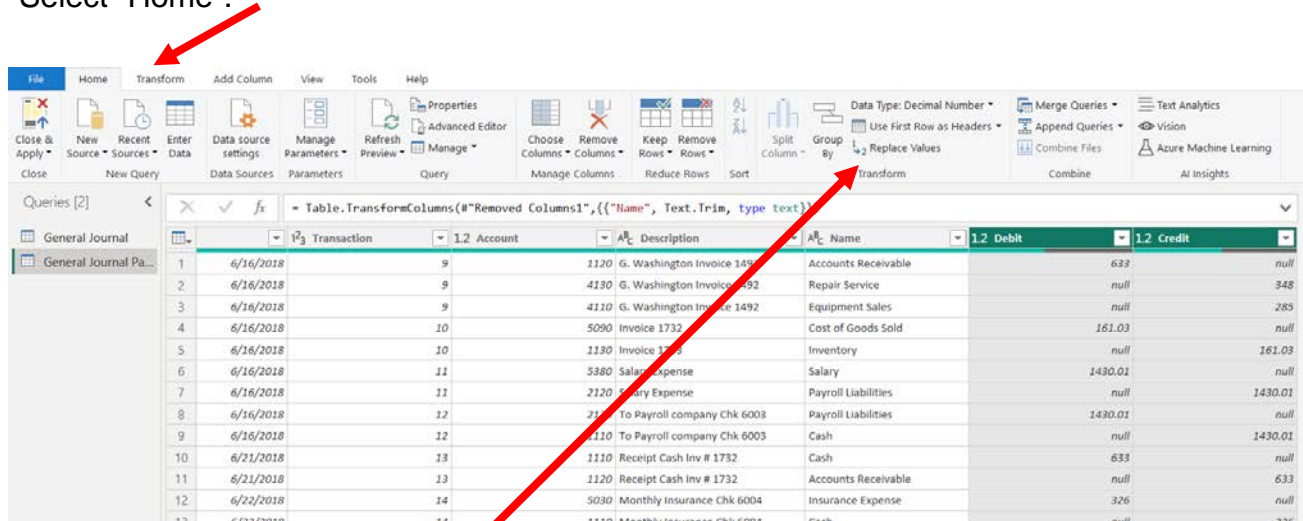 Select "Home".
File Home Transform Add Column View Tools Help
Close & Apply New Source Recent Sources Enter Data Data source settings Manage Parameters Refresh Preview Properties Advanced Editor Manage Choose Columns Remove Columns Keep Rows Remove Rows Split Column Group By Data Type: Decimal Number Use First Row as Headers Replace Values Merge Queries Append Queries Combine Files Text Analytics Vision Azure Machine Learning
Close New Query Data Sources Parameters Query Manage Columns Reduce Rows Sort Transform Combine AI Insights
Queries [2] fx = Table.TransformColumns(#"Removed Columns1",{{"Name", Text.Trim, type text}}
General Journal
General Journal Pa...
123 Transaction 1.2 Account ABC Description ABC Name 1.2 Debit 1.2 Credit
1 6/16/2018 9 1120 G. Washington Invoice Accounts Receivable 633 null
2 6/16/2018 9 4130 G. Washington Invoice 1492 Repair Service null 348
3 6/16/2018 9 4110 G. Washington Invoice 1492 Equipment Sales null 285
4 6/16/2018 10 5090 Invoice 1732 Cost of Goods Sold 161.03 null
5 6/16/2018 10 1130 Invoice Inventory null 161.03
6 6/16/2018 11 5380 Salary Expense Salary 1430.01 null
7 6/16/2018 11 2120 Salary Expense Payroll Liabilities null 1430.01
8 6/16/2018 12 To Payroll company Chk 6003 Payroll Liabilities 1430.01 null
9 6/16/2018 12 1110 To Payroll company Chk 6003 Cash null 1430.01
10 6/21/2018 13 1110 Receipt Cash Inv # 1732 Cash 633 null
11 6/21/2018 13 1120 Receipt Cash Inv # 1732 Accounts Receivable null 633
12 6/22/2018 14 5030 Monthly Insurance Chk 6004 Insurance Expense 326 null